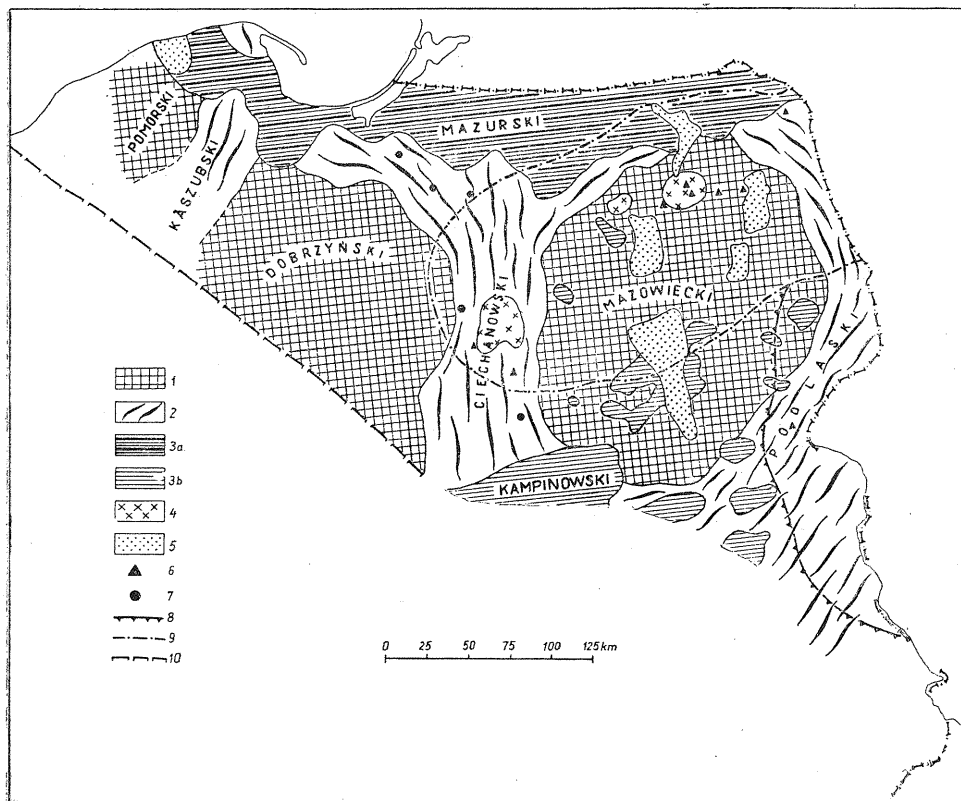 POMORSKI
KASZUBSKI
MAZURSKI
DOBRZYŃSKI
CIECHANOWSKI
MAZOWIECKI
PODLASKI
KAMPINOWSKI
1
2
3a
3b
4
5
6
7
8
9
10
0 25 50 75 100 125 km